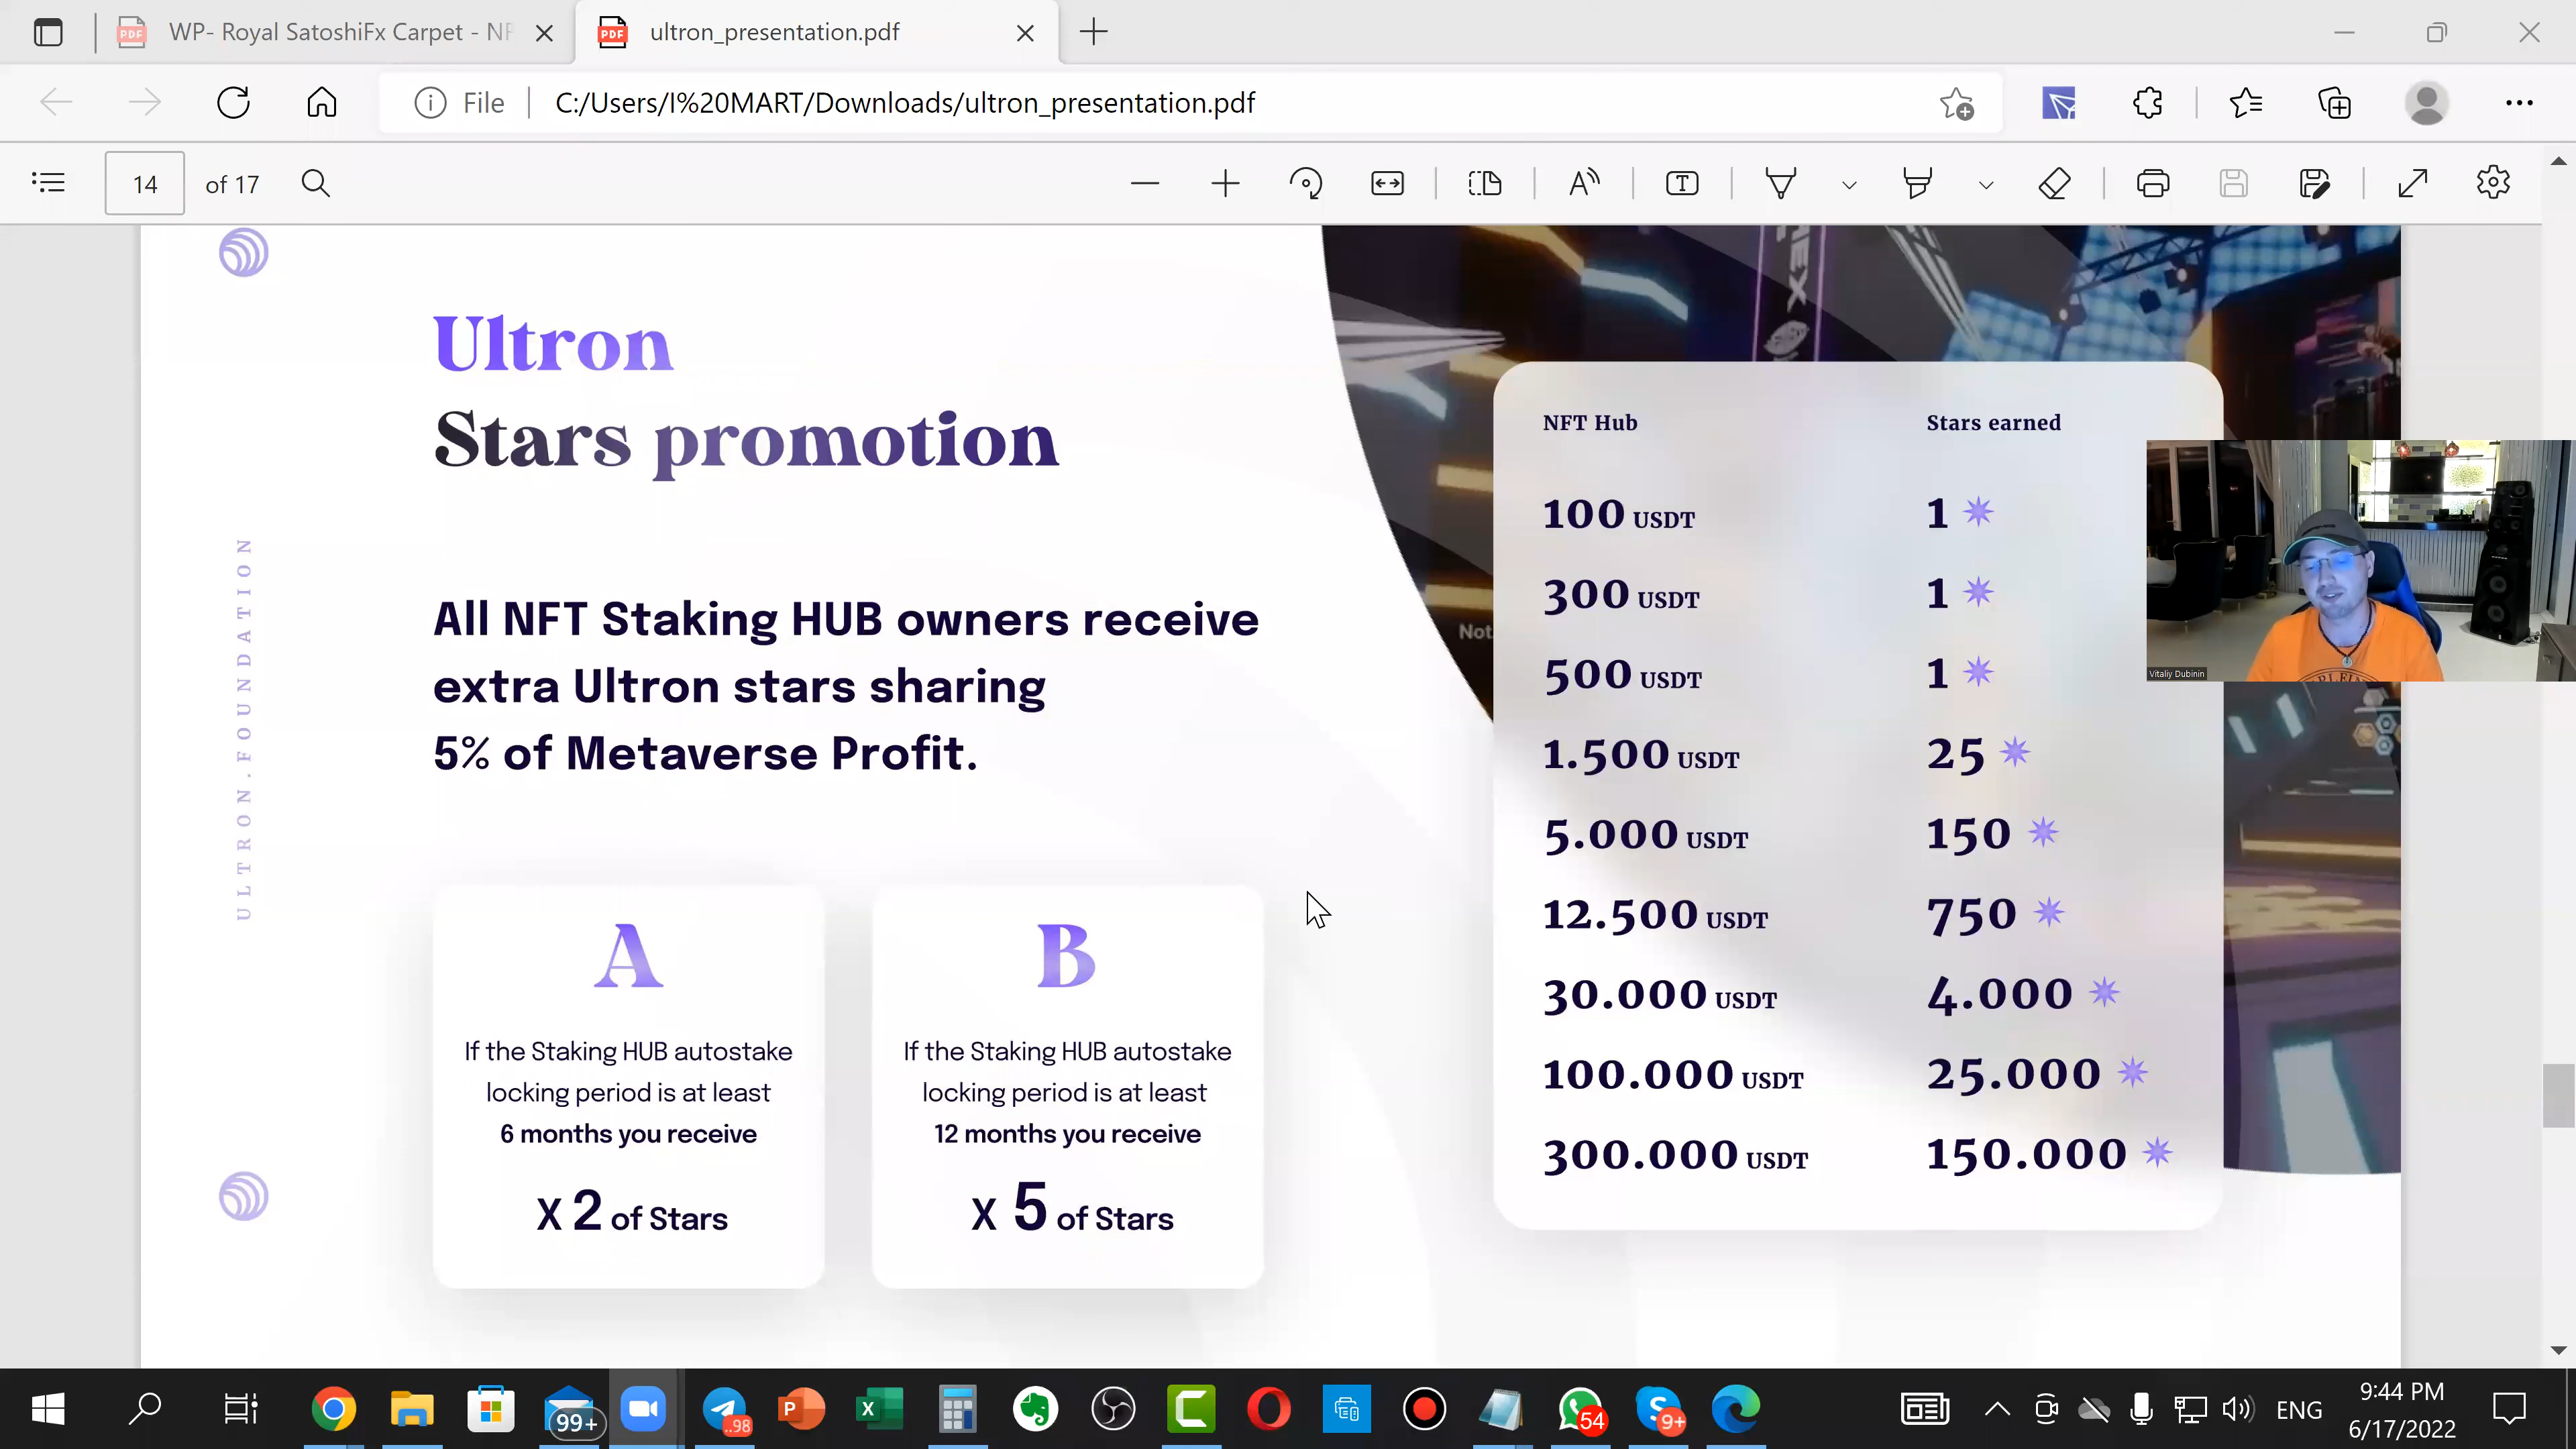 WP- Royal SatoshiFx Carpet - NF
ultron_presentation.pdf
File
C:/Users/I%20MART/Downloads/ultron_presentation.pdf
14
of 17
Ultron
Stars promotion
ULTRON.FOUNDATION
All NFT Staking HUB owners receive
extra Ultron stars sharing
5% of Metaverse Profit.
A
If the Staking HUB autostake
locking period is at least
6 months you receive
X 2 of Stars
B
If the Staking HUB autostake
locking period is at least
12 months you receive
X 5 of Stars
Not
NFT Hub Stars earned
100 USDT 1
300 USDT 1
500 USDT 1
1.500 USDT 25
5.000 USDT 150
12.500 USDT 750
30.000 USDT 4.000
100.000 USDT 25.000
300.000 USDT 150.000
Vitaliy Dubinin
99+
..98
54
9+
ENG
9:44 PM
6/17/2022